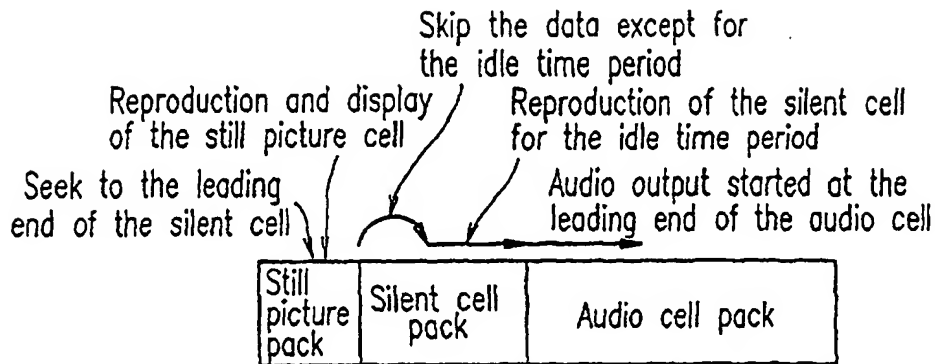 Skip the data except for
the idle time period
Reproduction and display
of the still picture cell
Reproduction of the silent cell
for the idle time period
Seek to the leading
end of the silent cell
Audio output started at the
leading end of the audio cell
Still
picture
pack
Silent cell
pack
Audio cell pack